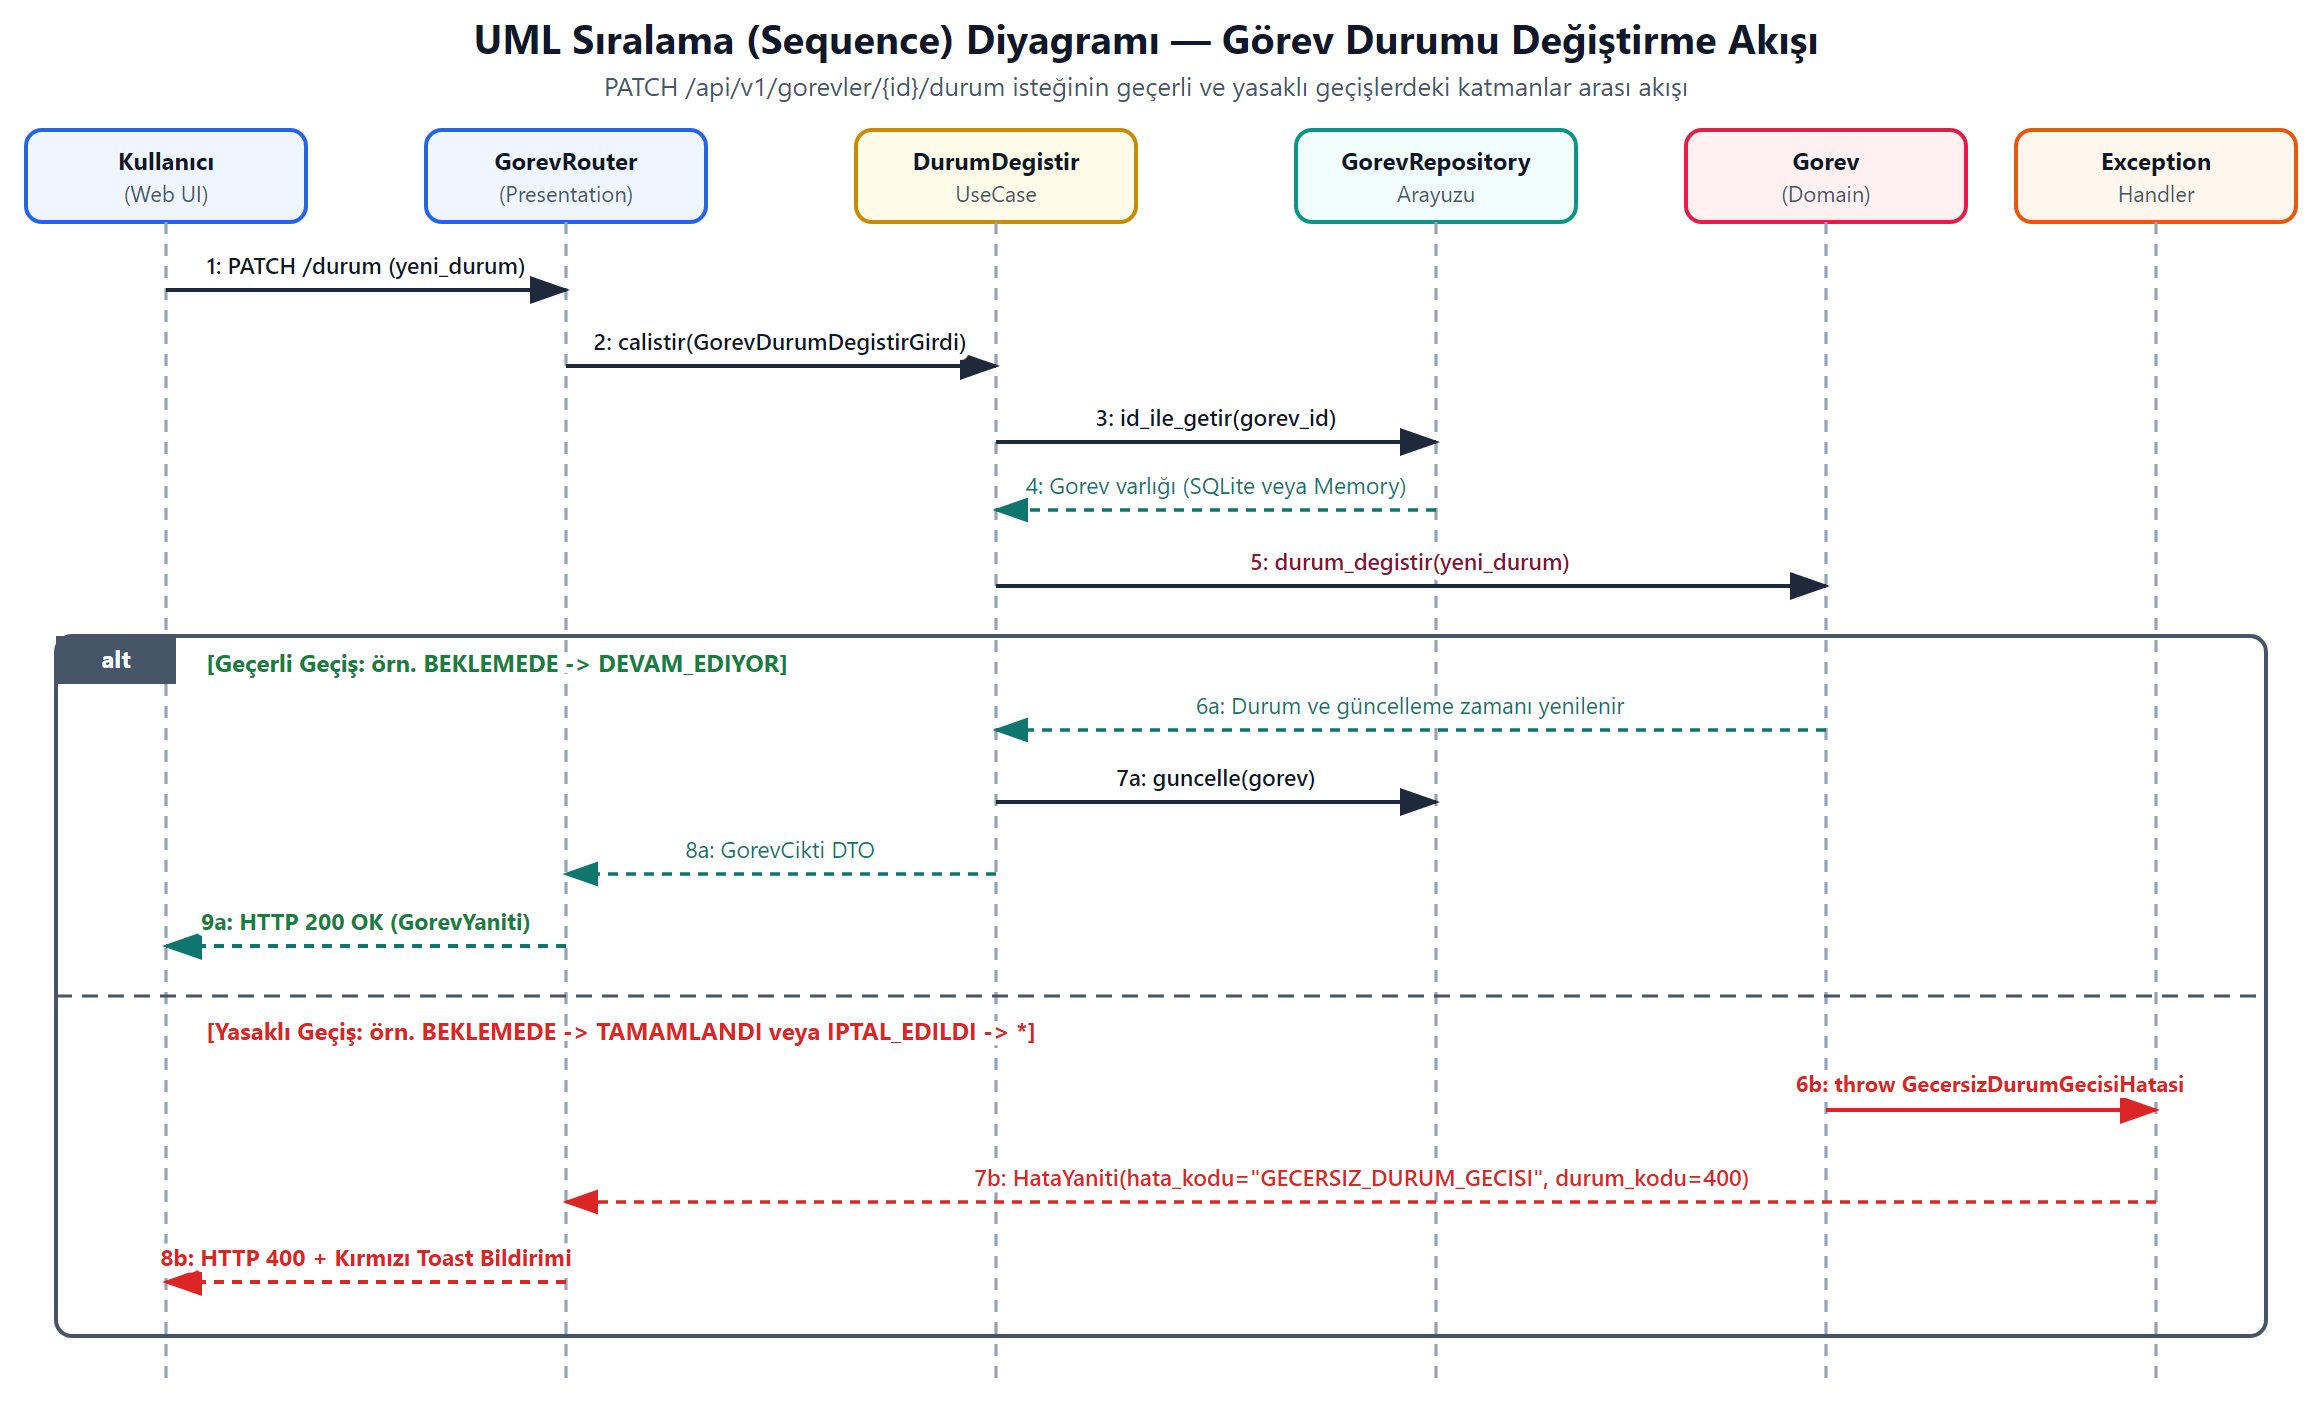 UML Sıralama (Sequence) Diyagramı — Görev Durumu Değiştirme Akışı
PATCH /api/v1/gorevler/{id}/durum isteğinin geçerli ve yasaklı geçişlerdeki katmanlar arası akışı
Kullanıcı
(Web UI)
GorevRouter
(Presentation)
DurumDegistir
UseCase
GorevRepository
Arayuzu
Gorev
(Domain)
Exception
Handler
1: PATCH /durum (yeni_durum)
2: calistir(GorevDurumDegistirGirdi)
3: id_ile_getir(gorev_id)
4: Gorev varlığı (SQLite veya Memory)
5: durum_degistir(yeni_durum)
alt
[Geçerli Geçiş: örn. BEKLEMEDE -> DEVAM_EDIYOR]
6a: Durum ve güncelleme zamanı yenilenir
7a: guncelle(gorev)
8a: GorevCikti DTO
9a: HTTP 200 OK (GorevYaniti)
[Yasaklı Geçiş: örn. BEKLEMEDE -> TAMAMLANDI veya IPTAL_EDILDI -> *]
6b: throw GecersizDurumGecisiHatasi
7b: HataYaniti(hata_kodu="GECERSIZ_DURUM_GECISI", durum_kodu=400)
8b: HTTP 400 + Kırmızı Toast Bildirimi